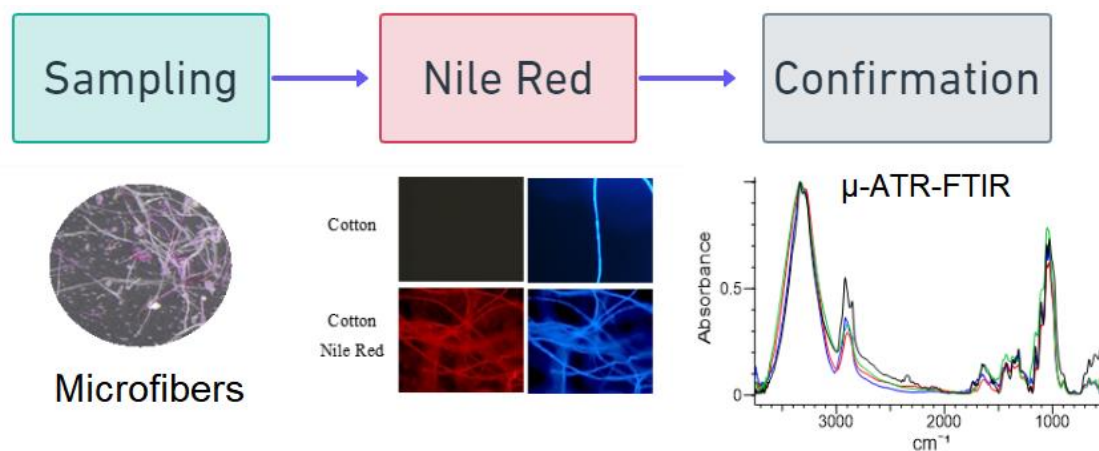 Sampling
Nile Red
Confirmation
Microfibers
Cotton
Cotton
Nile Red
µ-ATR-FTIR
Absorbance
0.5
0
3000
2000
1000
cm⁻¹